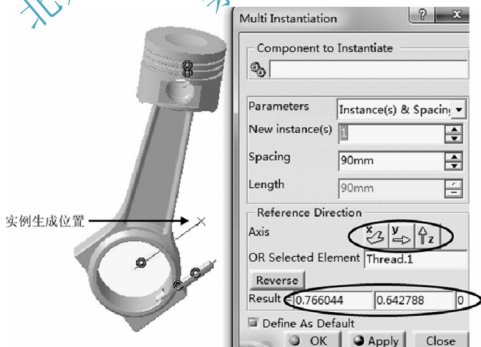 Multi Instantiation
Component to Instantiate
Parameters
Instance(s) & Spacin
New instance(s)
1
Spacing
90mm
Length
90mm
实例生成位置
Reference Direction
Axis
x y z
OR Selected Element
Thread.1
Reverse
Result =
0.766044
0.642788
0
Define As Default
OK
Apply
Close